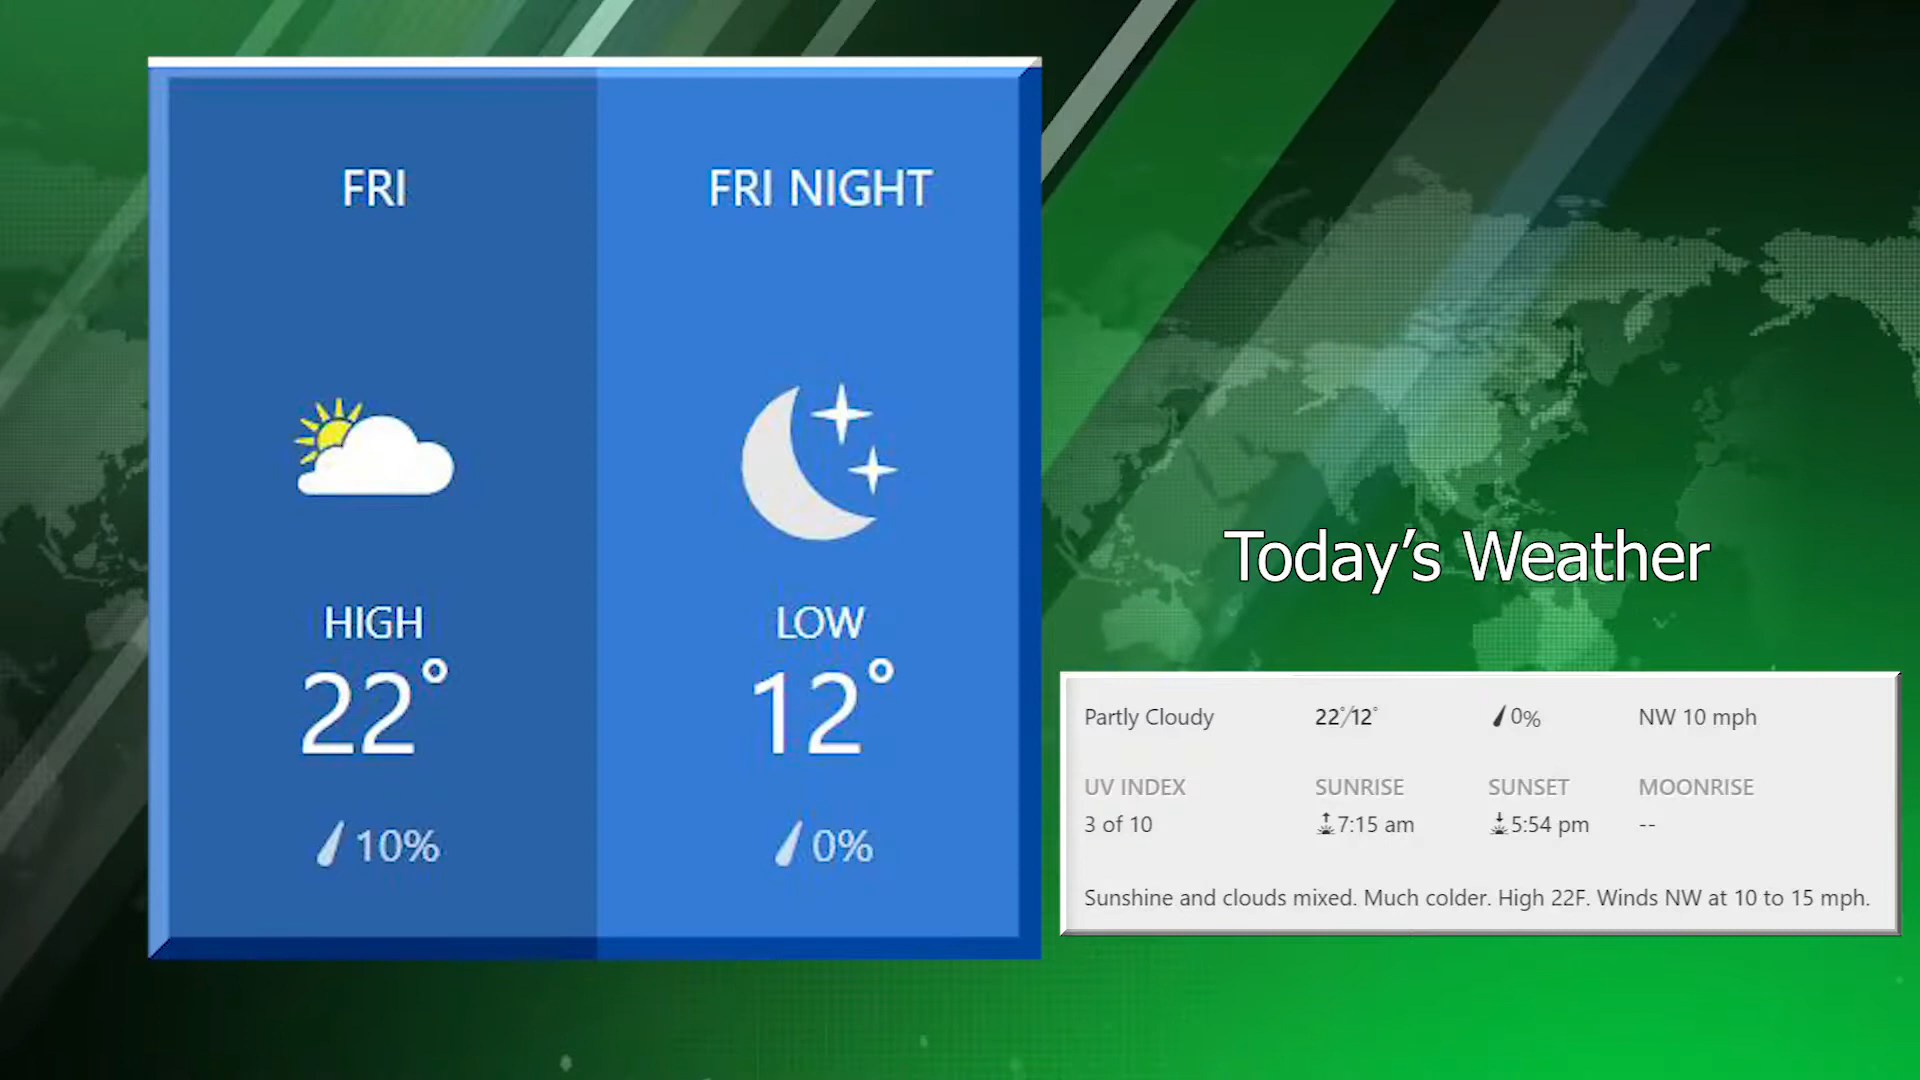 FRI
HIGH
22°
10%
FRI NIGHT
LOW
12°
0%
Today's Weather
Partly Cloudy 22°/12° 0% NW 10 mph
UV INDEX SUNRISE SUNSET MOONRISE
3 of 10 7:15 am 5:54 pm --
Sunshine and clouds mixed. Much colder. High 22F. Winds NW at 10 to 15 mph.